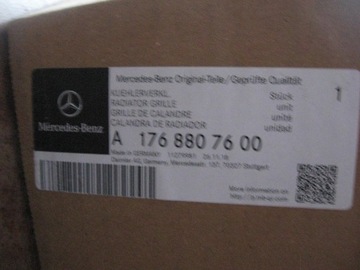 Mercedes-Benz Original-Teile/Geprüfte Qualität
KUEHLERVERKL.
RADIATOR GRILLE
GRILLE DE CALANDRE
CALANDRA DE RADIADOR
Stück
unit
unité
unidad
1
Mercedes-Benz
A 176 880 76 00
Made in GERMANY
Daimler AG, Germany, Mercedesstr. 137, 70327 Stuttgart
More information on